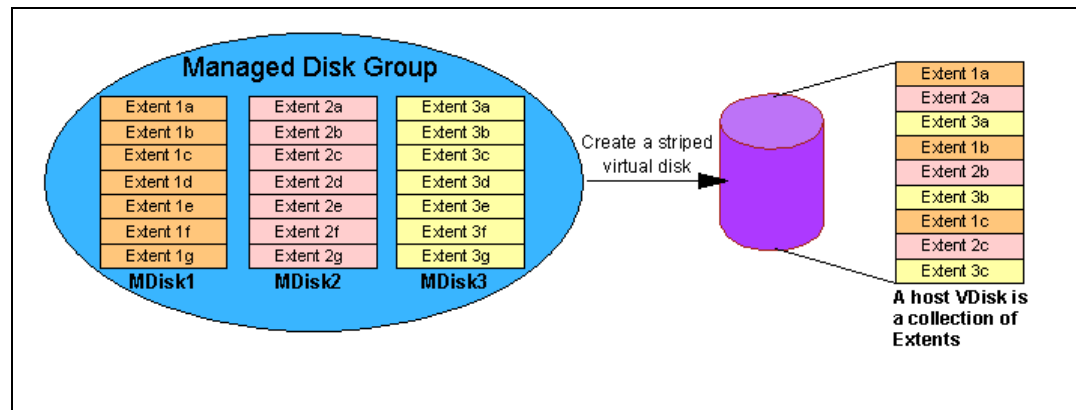 Managed Disk Group
Extent 1a
Extent 1b
Extent 1c
Extent 1d
Extent 1e
Extent 1f
Extent 1g
MDisk1
Extent 2a
Extent 2b
Extent 2c
Extent 2d
Extent 2e
Extent 2f
Extent 2g
MDisk2
Extent 3a
Extent 3b
Extent 3c
Extent 3d
Extent 3e
Extent 3f
Extent 3g
MDisk3
Create a striped
virtual disk
Extent 1a
Extent 2a
Extent 3a
Extent 1b
Extent 2b
Extent 3b
Extent 1c
Extent 2c
Extent 3c
A host VDisk is
a collection of
Extents